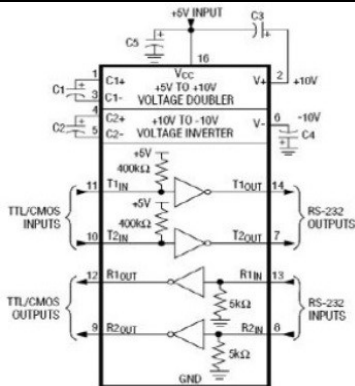 +5V INPUT
C3
C5
16
VCC
1
C1+
+5V TO +10V
V+
2
+10V
C1
3
C1-
VOLTAGE DOUBLER
4
C2+
+10V TO -10V
6
-10V
C2
5
C2-
VOLTAGE INVERTER
V-
C4
+5V
400kΩ
11
T1IN
T1OUT
14
+5V
TTL/CMOS
INPUTS
400kΩ
RS-232
OUTPUTS
10
T2IN
T2OUT
7
12
R1OUT
R1IN
13
TTL/CMOS
OUTPUTS
5kΩ
RS-232
INPUTS
9
R2OUT
R2IN
8
5kΩ
GND